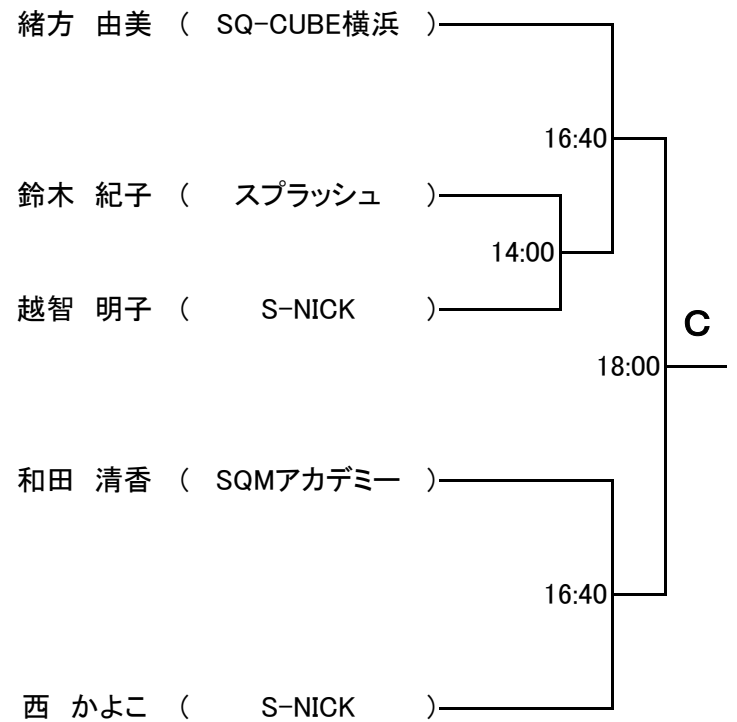 緒方　由美　（　SQ-CUBE横浜　）
16:40
鈴木　紀子　（　スプラッシュ　）
14:00
越智　明子　（　S-NICK　）
C
18:00
和田　清香　（　SQMアカデミー　）
16:40
西　かよこ　（　S-NICK　）